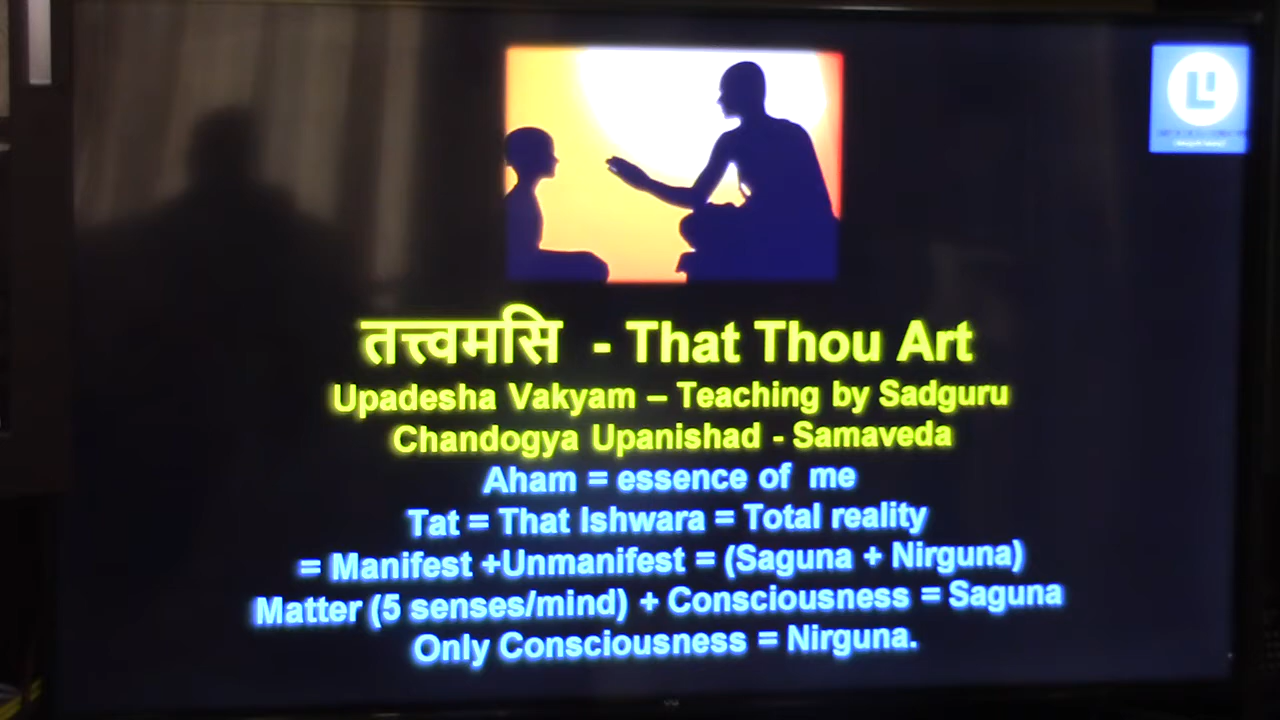 तत्त्वमसि - That Thou Art
Upadesha Vakyam – Teaching by Sadguru
Chandogya Upanishad - Samaveda
Aham = essence of me
Tat = That Ishwara = Total reality
= Manifest +Unmanifest = (Saguna + Nirguna)
Matter (5 senses/mind) + Consciousness = Saguna
Only Consciousness = Nirguna.